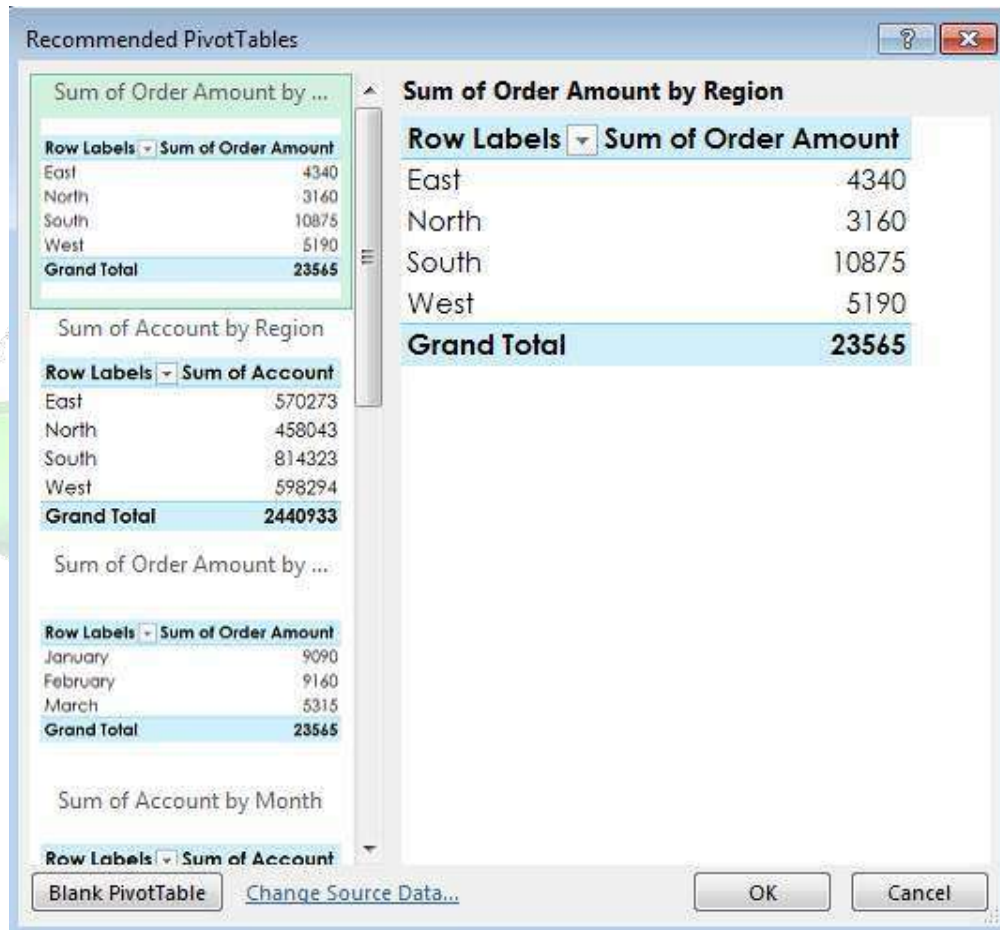 Recommended PivotTables
Sum of Order Amount by ...
Row Labels Sum of Order Amount
East 4340
North 3160
South 10875
West 5190
Grand Total 23565
Sum of Account by Region
Row Labels Sum of Account
East 570273
North 458043
South 814323
West 598294
Grand Total 2440933
Sum of Order Amount by ...
Row Labels Sum of Order Amount
January 9090
February 9160
March 5315
Grand Total 23565
Sum of Account by Month
Row Labels Sum of Account
Sum of Order Amount by Region
Row Labels Sum of Order Amount
East 4340
North 3160
South 10875
West 5190
Grand Total 23565
Blank PivotTable Change Source Data... OK Cancel